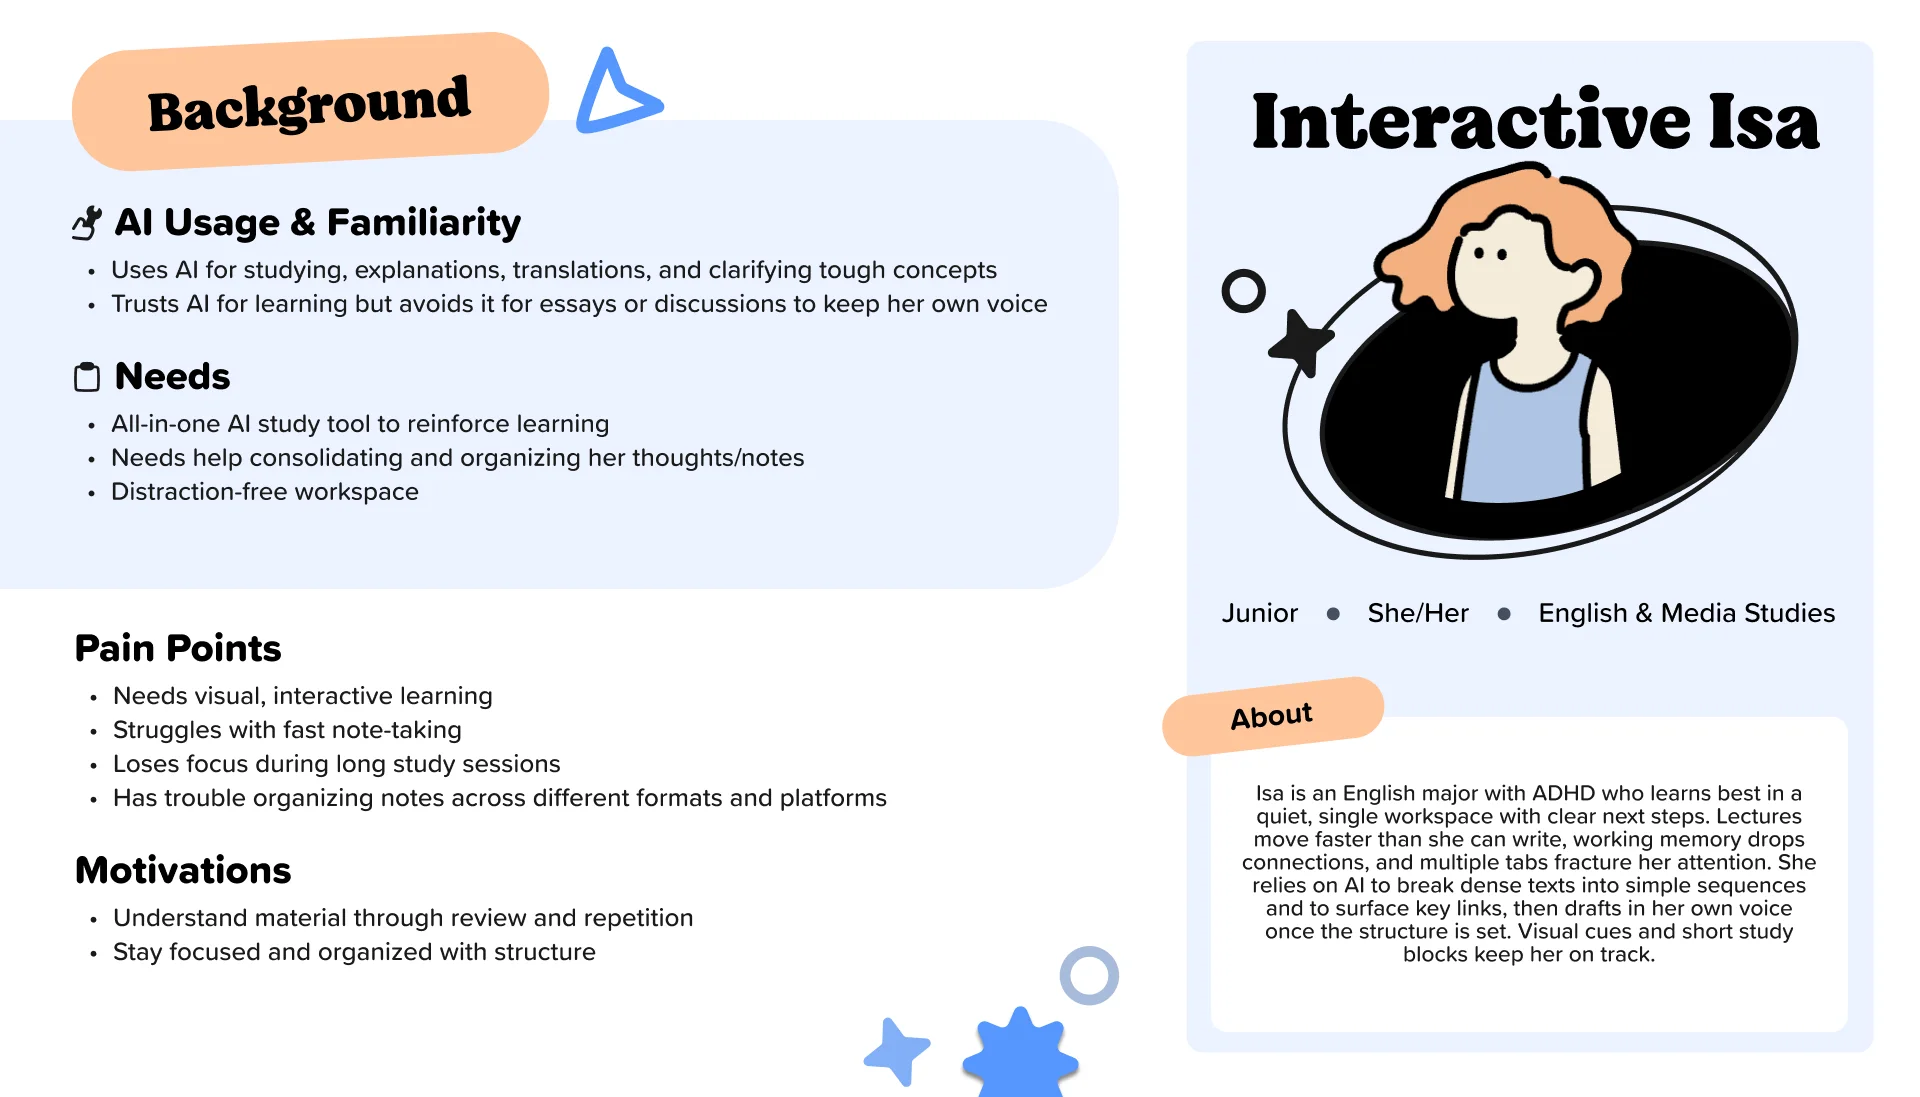 Background
AI Usage & Familiarity
• Uses AI for studying, explanations, translations, and clarifying tough concepts
• Trusts AI for learning but avoids it for essays or discussions to keep her own voice
Needs
• All-in-one AI study tool to reinforce learning
• Needs help consolidating and organizing her thoughts/notes
• Distraction-free workspace
Pain Points
• Needs visual, interactive learning
• Struggles with fast note-taking
• Loses focus during long study sessions
• Has trouble organizing notes across different formats and platforms
Motivations
• Understand material through review and repetition
• Stay focused and organized with structure
Interactive Isa
Junior • She/Her • English & Media Studies
About
Isa is an English major with ADHD who learns best in a
quiet, single workspace with clear next steps. Lectures
move faster than she can write, working memory drops
connections, and multiple tabs fracture her attention. She
relies on AI to break dense texts into simple sequences
and to surface key links, then drafts in her own voice
once the structure is set. Visual cues and short study
blocks keep her on track.